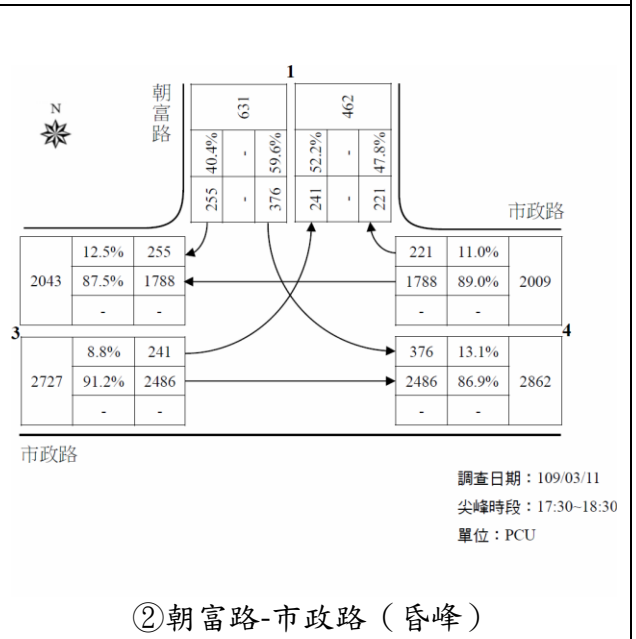 1
N
朝富路
631
462
40.4% - 59.6%
52.2% - 47.8%
255 - 376
241 - 221
市政路
2043
12.5% 255
87.5% 1788
- -
221 11.0%
1788 89.0%
- -
2009
3
4
2727
8.8% 241
91.2% 2486
- -
376 13.1%
2486 86.9%
- -
2862
市政路
調查日期：109/03/11
尖峰時段：17:30~18:30
單位：PCU
②朝富路-市政路（昏峰）